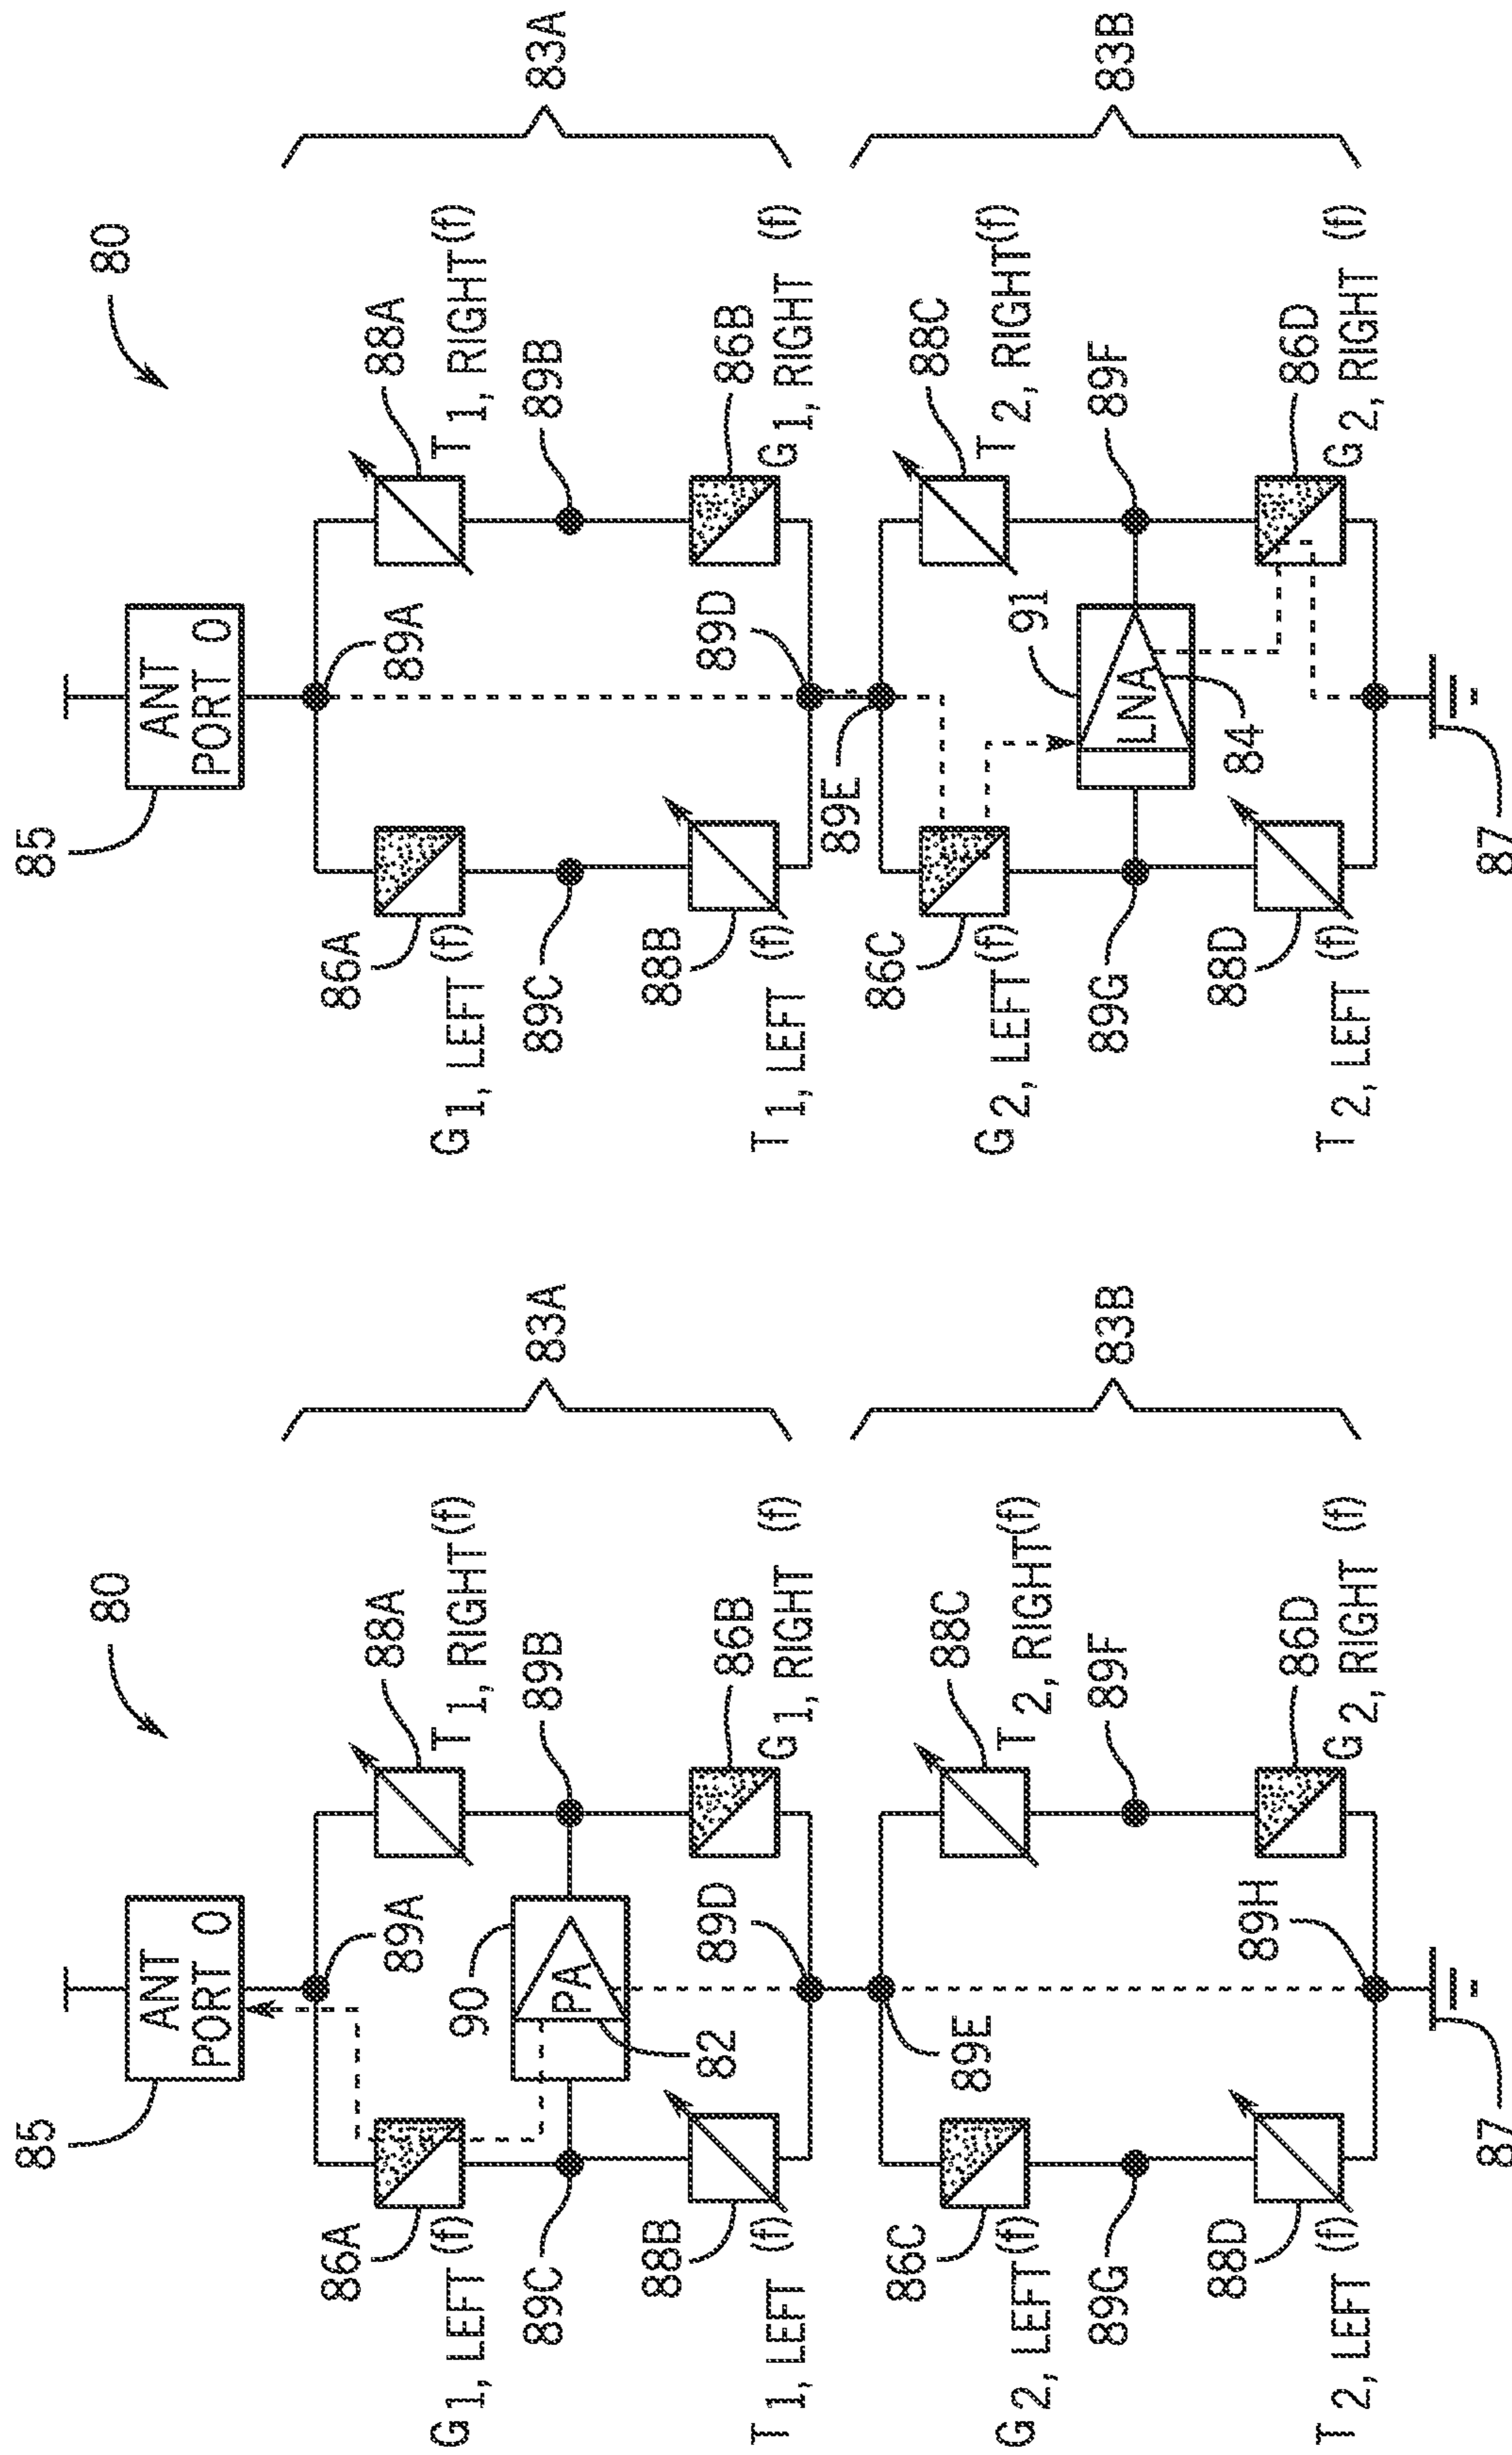 85
ANT
PORT 0
80
89A
86A
G 1, LEFT (f)
88A
T 1, RIGHT (f)
90
PA
82
89C
89B
83A
88B
T 1, LEFT (f)
89D
86B
G 1, RIGHT (f)
89E
86C
G 2, LEFT (f)
88C
T 2, RIGHT (f)
89G
89F
83B
88D
T 2, LEFT (f)
89H
86D
G 2, RIGHT (f)
87
85
ANT
PORT 0
80
89A
86A
G 1, LEFT (f)
88A
T 1, RIGHT (f)
89C
89B
83A
88B
T 1, LEFT (f)
89D
86B
G 1, RIGHT (f)
89E
86C
G 2, LEFT (f)
88C
T 2, RIGHT (f)
91
LNA
84
89G
89F
83B
88D
T 2, LEFT (f)
86D
G 2, RIGHT (f)
87